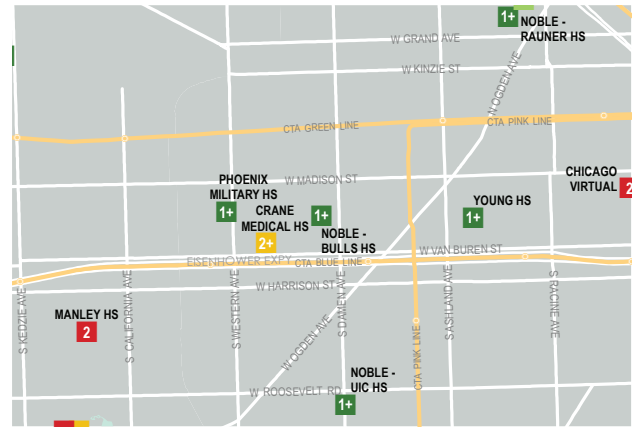 1+
NOBLE -
RAUNER HS
W GRAND AVE
W KINZIE ST
N OGDEN AVE
CTA GREEN LINE
CTA PINK LINE
CHICAGO
VIRTUAL
2
PHOENIX
MILITARY HS
1+
W MADISON ST
CRANE
MEDICAL HS
2+
1+
NOBLE -
BULLS HS
YOUNG HS
1+
W VAN BUREN ST
EISENHOWER EXPY
CTA BLUE LINE
W HARRISON ST
S KEDZIE AVE
S CALIFORNIA AVE
S WESTERN AVE
S DAMEN AVE
S ASHLAND AVE
S RACINE AVE
MANLEY HS
2
W OGDEN AVE
CTA PINK LINE
NOBLE -
UIC HS
1+
W ROOSEVELT RD